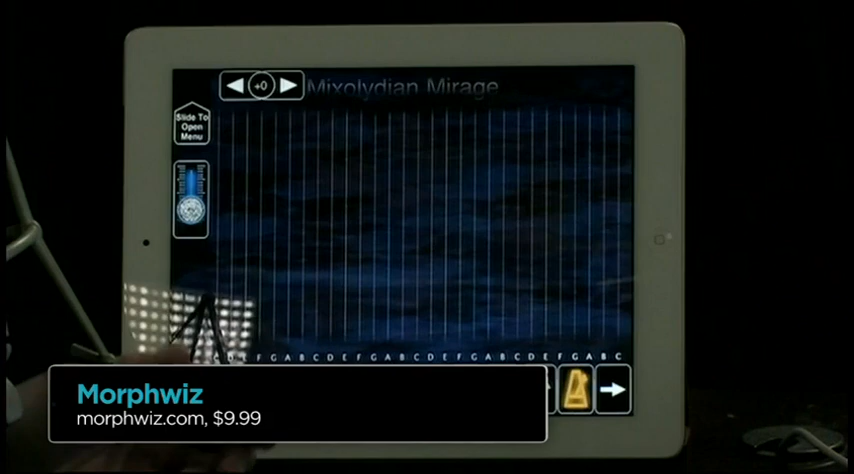 +0
Mixolydian Mirage
Slide To
Open
Menu
C D E F G A B C D E F G A B C D E F G A B C D E F G A B C
Morphwiz
morphwiz.com, $9.99